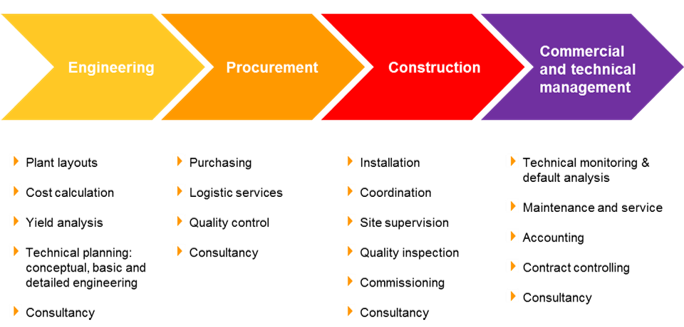 Engineering
Procurement
Construction
Commercial
and technical
management
Plant layouts
Cost calculation
Yield analysis
Technical planning:
conceptual, basic and
detailed engineering
Consultancy
Purchasing
Logistic services
Quality control
Consultancy
Installation
Coordination
Site supervision
Quality inspection
Commissioning
Consultancy
Technical monitoring &
default analysis
Maintenance and service
Accounting
Contract controlling
Consultancy